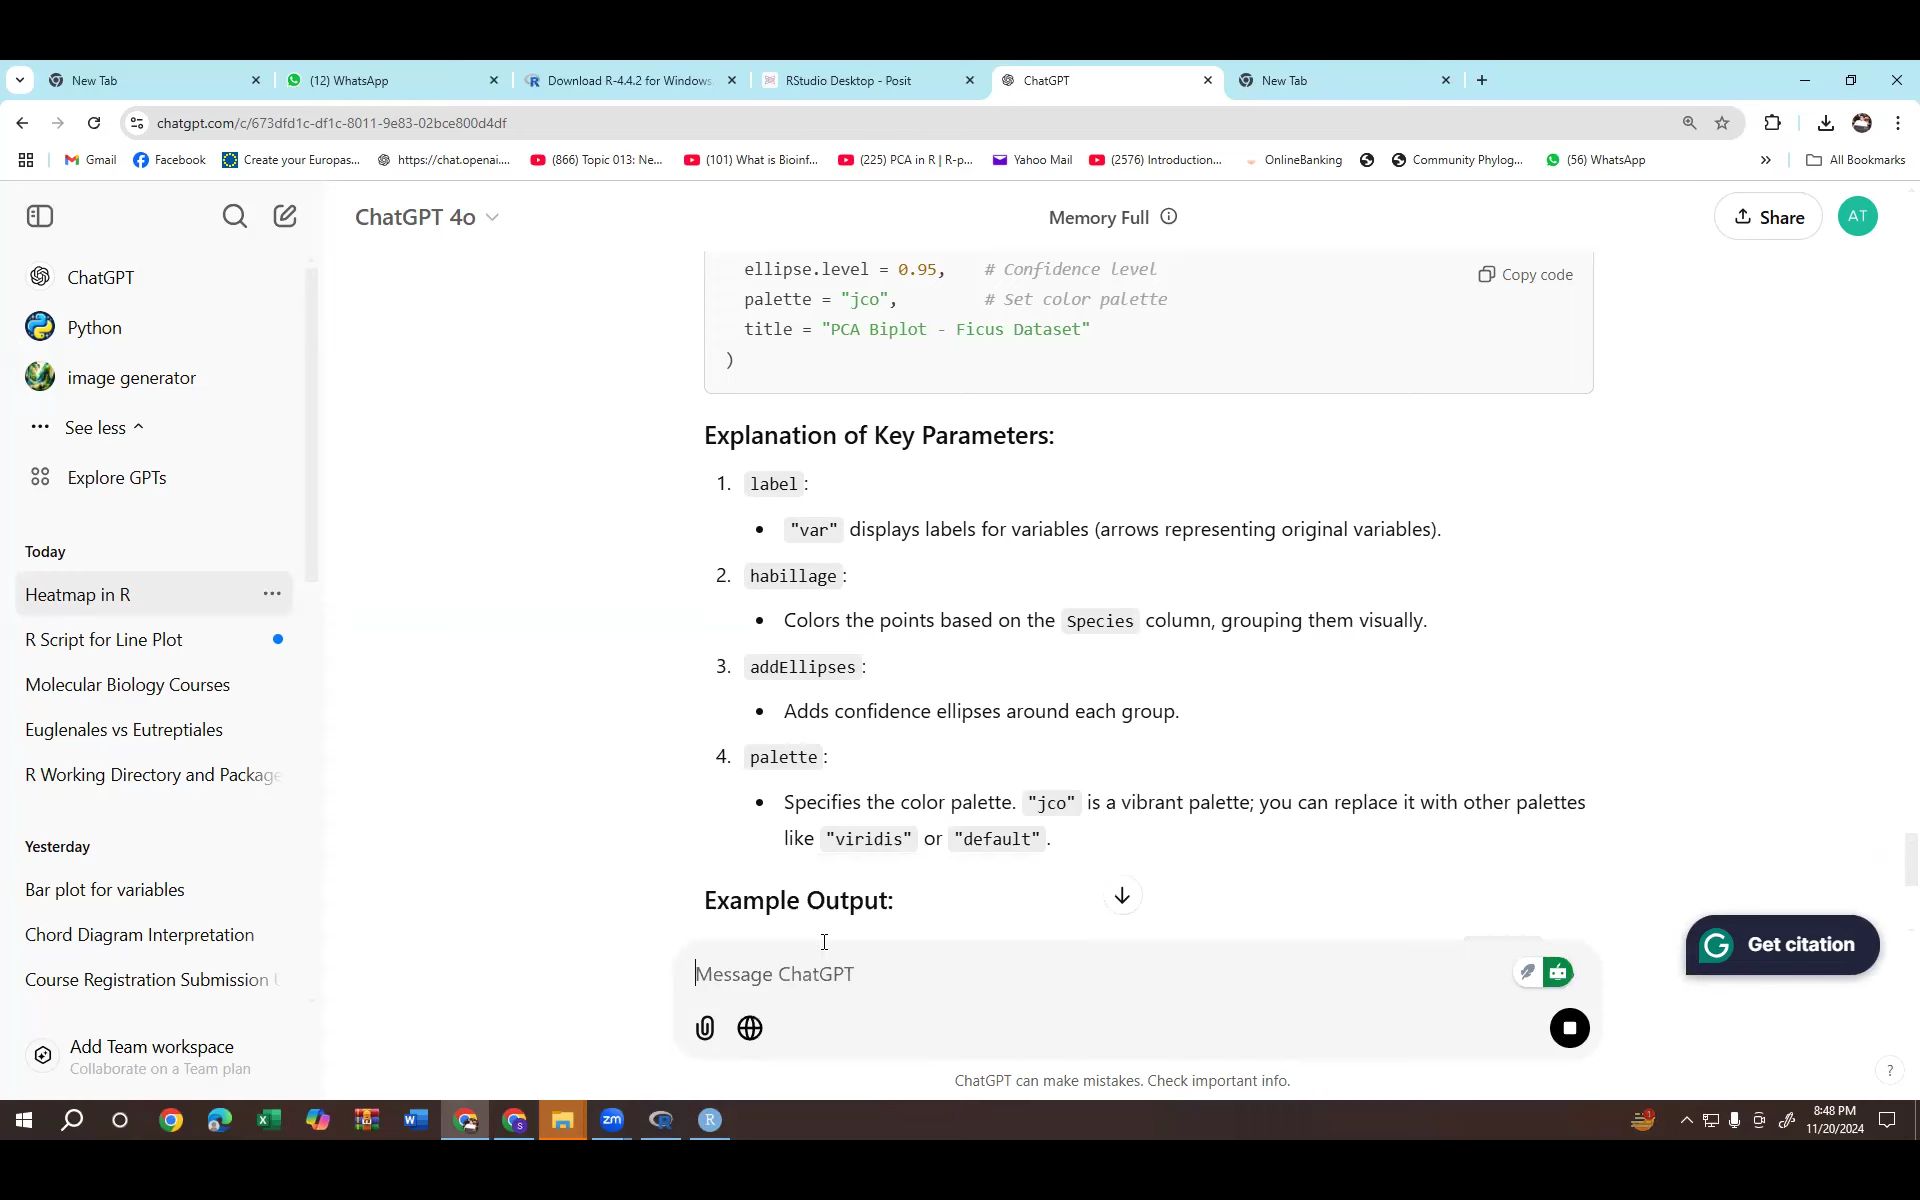 New Tab
(12) WhatsApp
Download R-4.4.2 for Windows.
RStudio Desktop - Posit
ChatGPT
New Tab
chatgpt.com/c/673dfd1c-df1c-8011-9e83-02bce800d4df
Gmail
Facebook
Create your Europas...
https://chat.openai....
(866) Topic 013: Ne...
(101) What is Bioinf...
(225) PCA in R | R-p...
Yahoo Mail
(2576) Introduction...
OnlineBanking
Community Phylog...
(56) WhatsApp
All Bookmarks
ChatGPT 4o
Memory Full
Share
AT
ChatGPT
Python
image generator
See less
Explore GPTs
Today
Heatmap in R
R Script for Line Plot
Molecular Biology Courses
Euglenales vs Eutreptiales
R Working Directory and Package
Yesterday
Bar plot for variables
Chord Diagram Interpretation
Course Registration Submission
Add Team workspace
Collaborate on a Team plan
ellipse.level = 0.95, # Confidence level
Copy code
palette = "jco", # Set color palette
title = "PCA Biplot - Ficus Dataset"
)
Explanation of Key Parameters:
1. label:
• "var" displays labels for variables (arrows representing original variables).
2. habillage:
• Colors the points based on the Species column, grouping them visually.
3. addEllipses:
• Adds confidence ellipses around each group.
4. palette:
• Specifies the color palette. "jco" is a vibrant palette; you can replace it with other palettes
like "viridis" or "default".
Example Output:
Get citation
Message ChatGPT
ChatGPT can make mistakes. Check important info.
?
zm
8:48 PM
11/20/2024